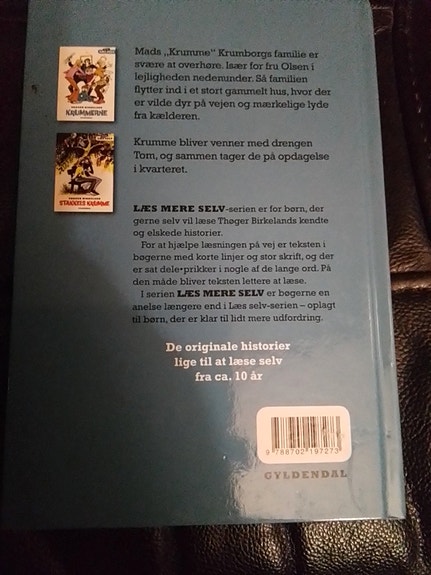 Mads „Krumme" Krumborgs familie er
svære at overhøre. Især for fru Olsen i
lejligheden nedenunder. Så familien
flytter ind i et stort gammelt hus, hvor der
er vilde dyr på vejen og mærkelige lyde
fra kælderen.
Krumme bliver venner med drengen
Tom, og sammen tager de på opdagelse
i kvarteret.
KRUMMERNE
STAKKELS KRUMME
LÆS MERE SELV-serien er for børn, der
gerne selv vil læse Thøger Birkelands kendte
og elskede historier.
For at hjælpe læsningen på vej er teksten i
bøgerne med korte linjer og stor skrift, og der
er sat dele•prikker i nogle af de lange ord. På
den måde bliver teksten lettere at læse.
I serien LÆS MERE SELV er bøgerne en
anelse længere end i Læs selv-serien – oplagt
til børn, der er klar til lidt mere udfordring.
De originale historier
lige til at læse selv
fra ca. 10 år
9 788702 197273
GYLDENDAL